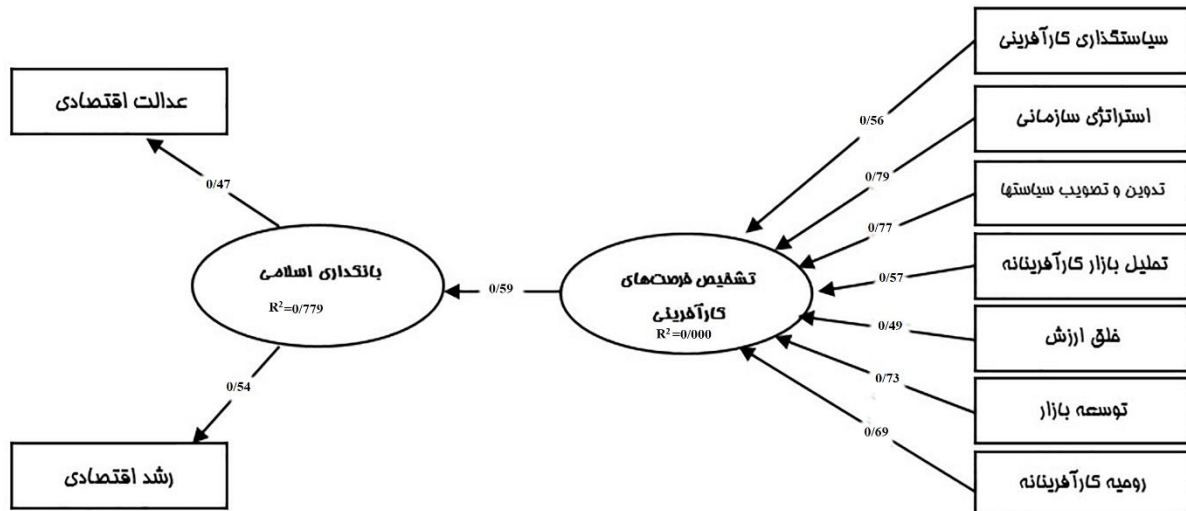 سیاستگذاری کارآفرینی
0/56
استراتژی سازمانی
0/79
تدوین و تصویب سیاستها
0/77
تحلیل بازار کارآفرینانه
0/57
خلق ارزش
0/49
توسعه بازار
0/73
روحیه کارآفرینانه
0/69
تشخیص فرصت‌های
کارآفرینی
R²=0/000
0/59
بانکداری اسلامی
R²=0/779
0/47
عدالت اقتصادی
0/54
رشد اقتصادی